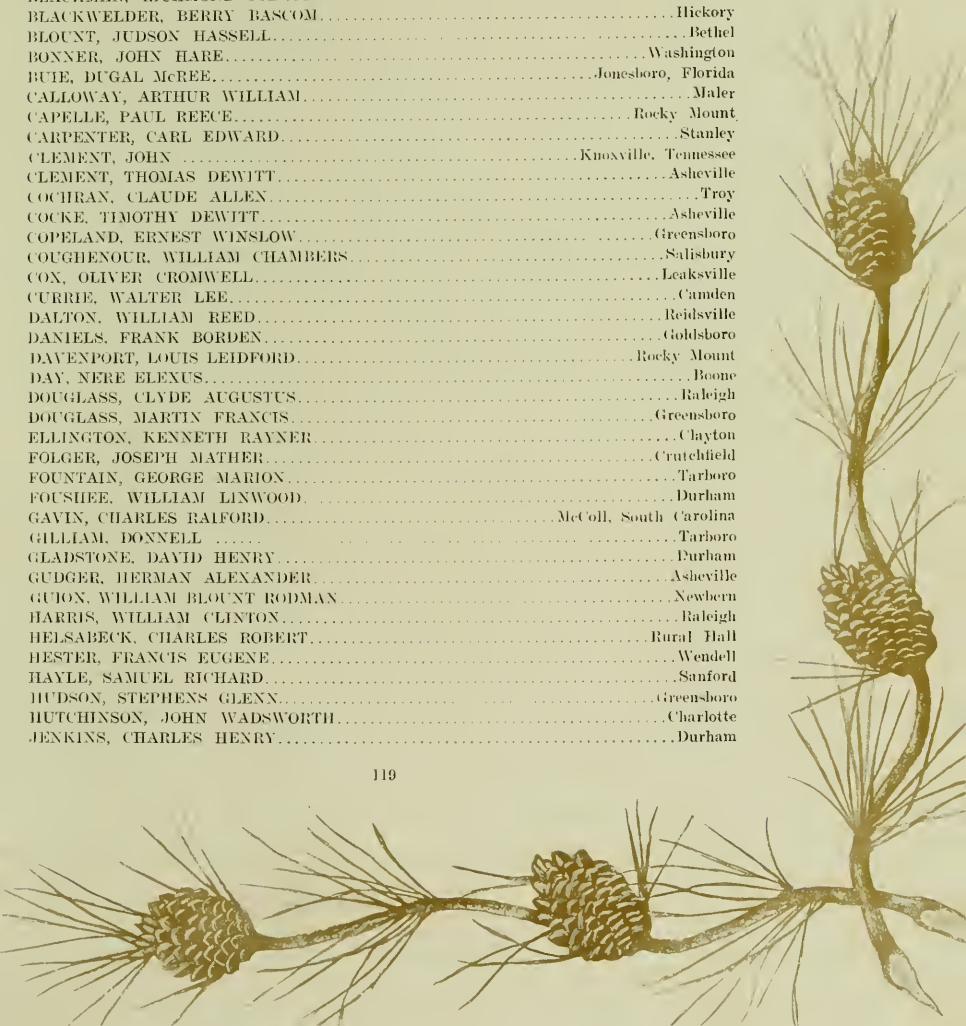 BLACKWELDER, BERRY BASCOM....Hickory
BLOUNT, JUDSON HASSELL....Bethel
BONNER, JOHN HARE....Washington
BUIE, DUGAL McREE....Jonesboro, Florida
CALLOWAY, ARTHUR WILLIAM....Maler
CAPELLE, PAUL REECE....Rocky Mount
CARPENTER, CARL EDWARD....Stanley
CLEMENT, JOHN ....Knoxville, Tennessee
CLEMENT, THOMAS DEWITT....Asheville
COCHRAN, CLAUDE ALLEN....Troy
COCKE, TIMOTHY DEWITT....Asheville
COPELAND, ERNEST WINSLOW....Greensboro
COUGHENOUR, WILLIAM CHAMBERS....Salisbury
COX, OLIVER CROMWELL....Leaksville
CURRIE, WALTER LEE....Camden
DALTON, WILLIAM REED....Reidsville
DANIELS, FRANK BORDEN....Goldsboro
DAVENPORT, LOUIS LEIDFORD....Rocky Mount
DAY, NERE ELEXUS....Boone
DOUGLASS, CLYDE AUGUSTUS....Raleigh
DOUGLASS, MARTIN FRANCIS....Greensboro
ELLINGTON, KENNETH RAYNER....Clayton
FOLGER, JOSEPH MATHER....Crutchfield
FOUNTAIN, GEORGE MARION....Tarboro
FOUSHEE, WILLIAM LINWOOD....Durham
GAVIN, CHARLES RAIFORD....McColl, South Carolina
GILLIAM, DONNELL ....Tarboro
GLADSTONE, DAVID HENRY....Durham
GUDGER, HERMAN ALEXANDER....Asheville
GUION, WILLIAM BLOUNT RODMAN....Newbern
HARRIS, WILLIAM CLINTON....Raleigh
HELSABECK, CHARLES ROBERT....Rural Hall
HESTER, FRANCIS EUGENE....Wendell
HAYLE, SAMUEL RICHARD....Sanford
HUDSON, STEPHENS GLENN....Greensboro
HUTCHINSON, JOHN WADSWORTH....Charlotte
JENKINS, CHARLES HENRY....Durham
119